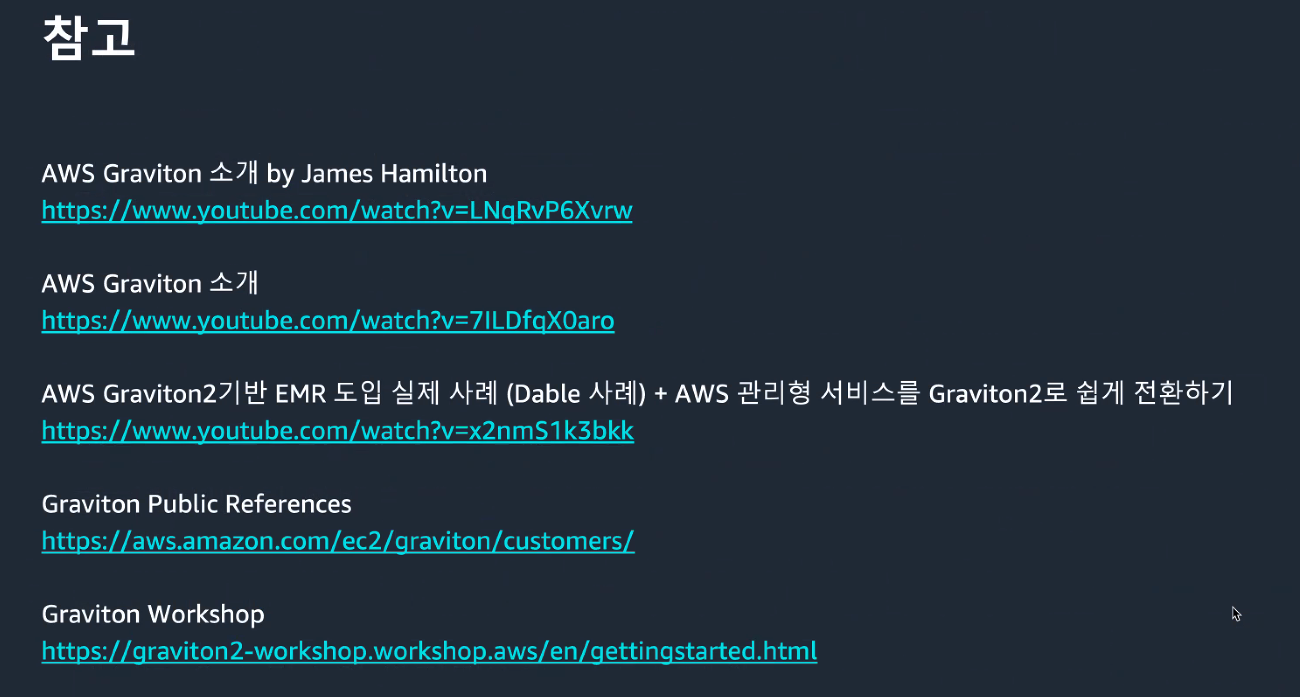 참고
AWS Graviton 소개 by James Hamilton
https://www.youtube.com/watch?v=LNqRvP6Xvrw
AWS Graviton 소개
https://www.youtube.com/watch?v=7ILDfqX0aro
AWS Graviton2기반 EMR 도입 실제 사례 (Dable 사례) + AWS 관리형 서비스를 Graviton2로 쉽게 전환하기
https://www.youtube.com/watch?v=x2nmS1k3bkk
Graviton Public References
https://aws.amazon.com/ec2/graviton/customers/
Graviton Workshop
https://graviton2-workshop.workshop.aws/en/gettingstarted.html